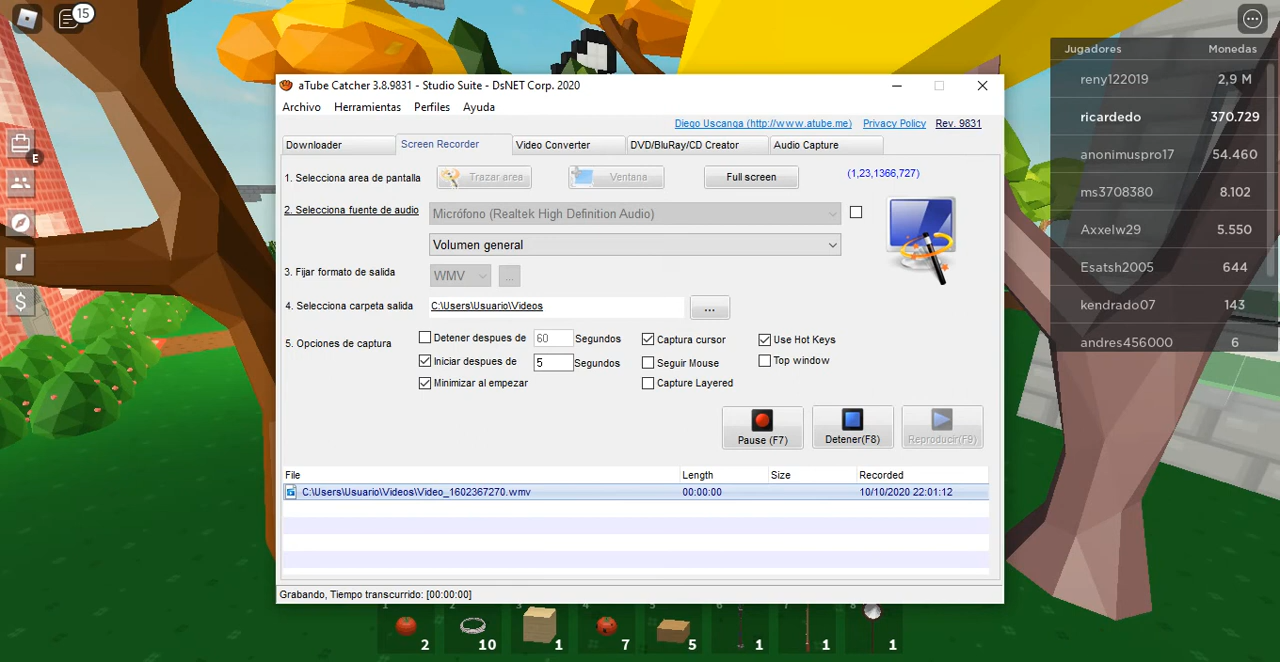 15
Jugadores Monedas
reny122019 2,9 M
ricardedo 370.729
anonimuspro17 54.460
ms3708380 8.102
Axxelw29 5.550
Esatsh2005 644
kendrado07 143
andres456000 6
E
aTube Catcher 3.8.9831 - Studio Suite - DsNET Corp. 2020
Archivo Herramientas Perfiles Ayuda
Diego Uscanga (http://www.atube.me) Privacy Policy Rev. 9831
Downloader Screen Recorder Video Converter DVD/BluRay/CD Creator Audio Capture
1. Selecciona area de pantalla Trazar area Ventana Full screen (1,23,1366,727)
2. Selecciona fuente de audio Micrófono (Realtek High Definition Audio)
Volumen general
3. Fijar formato de salida WMV ...
4. Selecciona carpeta salida C:\Users\Usuario\Videos ...
5. Opciones de captura
Detener despues de 60 Segundos Captura cursor Use Hot Keys
Iniciar despues de 5 Segundos Seguir Mouse Top window
Minimizar al empezar Capture Layered
Pause (F7) Detener(F8) Reproducir(F9)
File Length Size Recorded
C:\Users\Usuario\Videos\Video_1602367270.wmv 00:00:00 10/10/2020 22:01:12
Grabando, Tiempo transcurrido: [00:00:00]
2 10 1 7 5 1 1 1